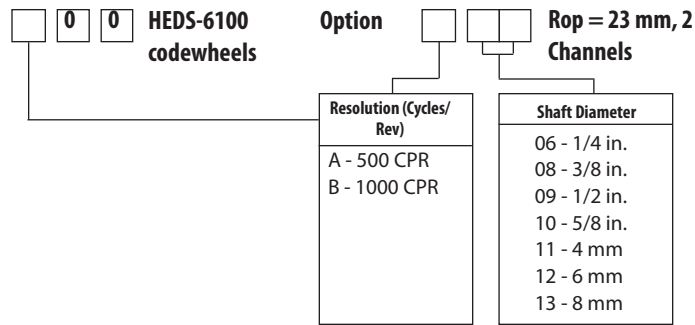 0 0 HEDS-6100 Option Rop = 23 mm, 2
codewheels Channels
Resolution (Cycles/
Rev)
A - 500 CPR
B - 1000 CPR
Shaft Diameter
06 - 1/4 in.
08 - 3/8 in.
09 - 1/2 in.
10 - 5/8 in.
11 - 4 mm
12 - 6 mm
13 - 8 mm